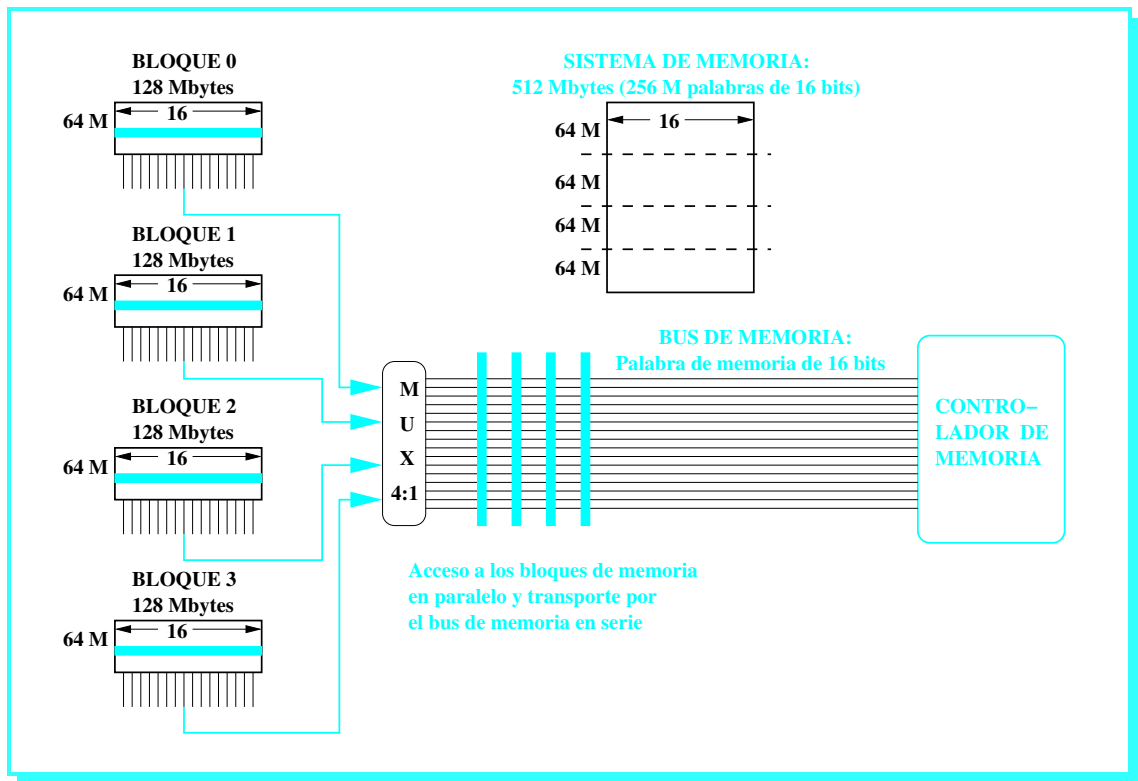 BLOQUE 0
128 Mbytes
16
64 M
BLOQUE 1
128 Mbytes
16
64 M
BLOQUE 2
128 Mbytes
16
64 M
BLOQUE 3
128 Mbytes
16
64 M
SISTEMA DE MEMORIA:
512 Mbytes (256 M palabras de 16 bits)
16
64 M
64 M
64 M
64 M
M
U
X
4:1
BUS DE MEMORIA:
Palabra de memoria de 16 bits
CONTRO–
LADOR DE
MEMORIA
Acceso a los bloques de memoria
en paralelo y transporte por
el bus de memoria en serie